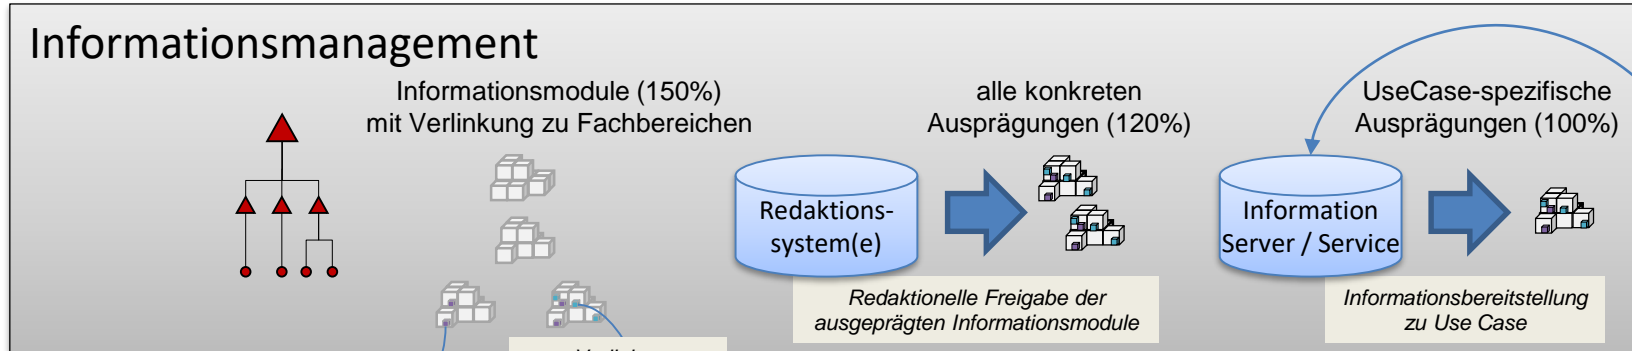 Informationsmanagement
Informationsmodule (150%)
mit Verlinkung zu Fachbereichen
alle konkreten
Ausprägungen (120%)
UseCase-spezifische
Ausprägungen (100%)
Redaktions-
system(e)
Information
Server / Service
Redaktionelle Freigabe der
ausgeprägten Informationsmodule
Informationsbereitstellung
zu Use Case